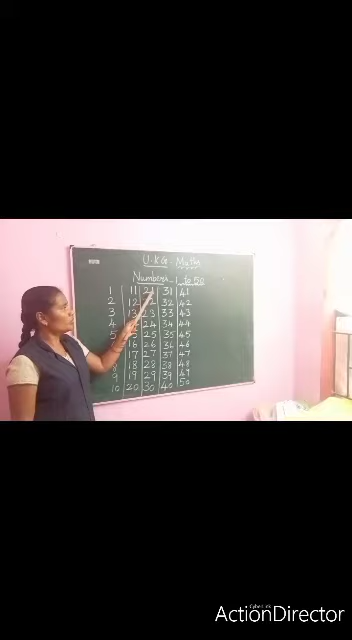 U.K.G - Maths
Numbers - 1 to 50
1 11 21 31 41
2 12 22 32 42
3 13 23 33 43
4 14 24 34 44
5 15 25 35 45
16 26 36 46
17 27 37 47
8 18 28 38 48
9 19 29 39 49
10 20 30 40 50
ActionDirector